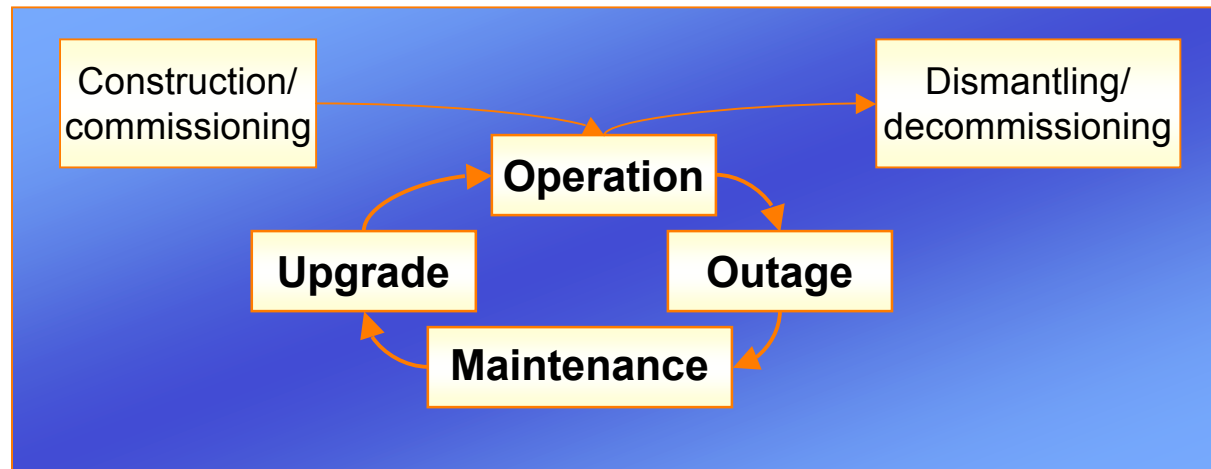 Construction/
commissioning
Dismantling/
decommissioning
Operation
Upgrade
Outage
Maintenance